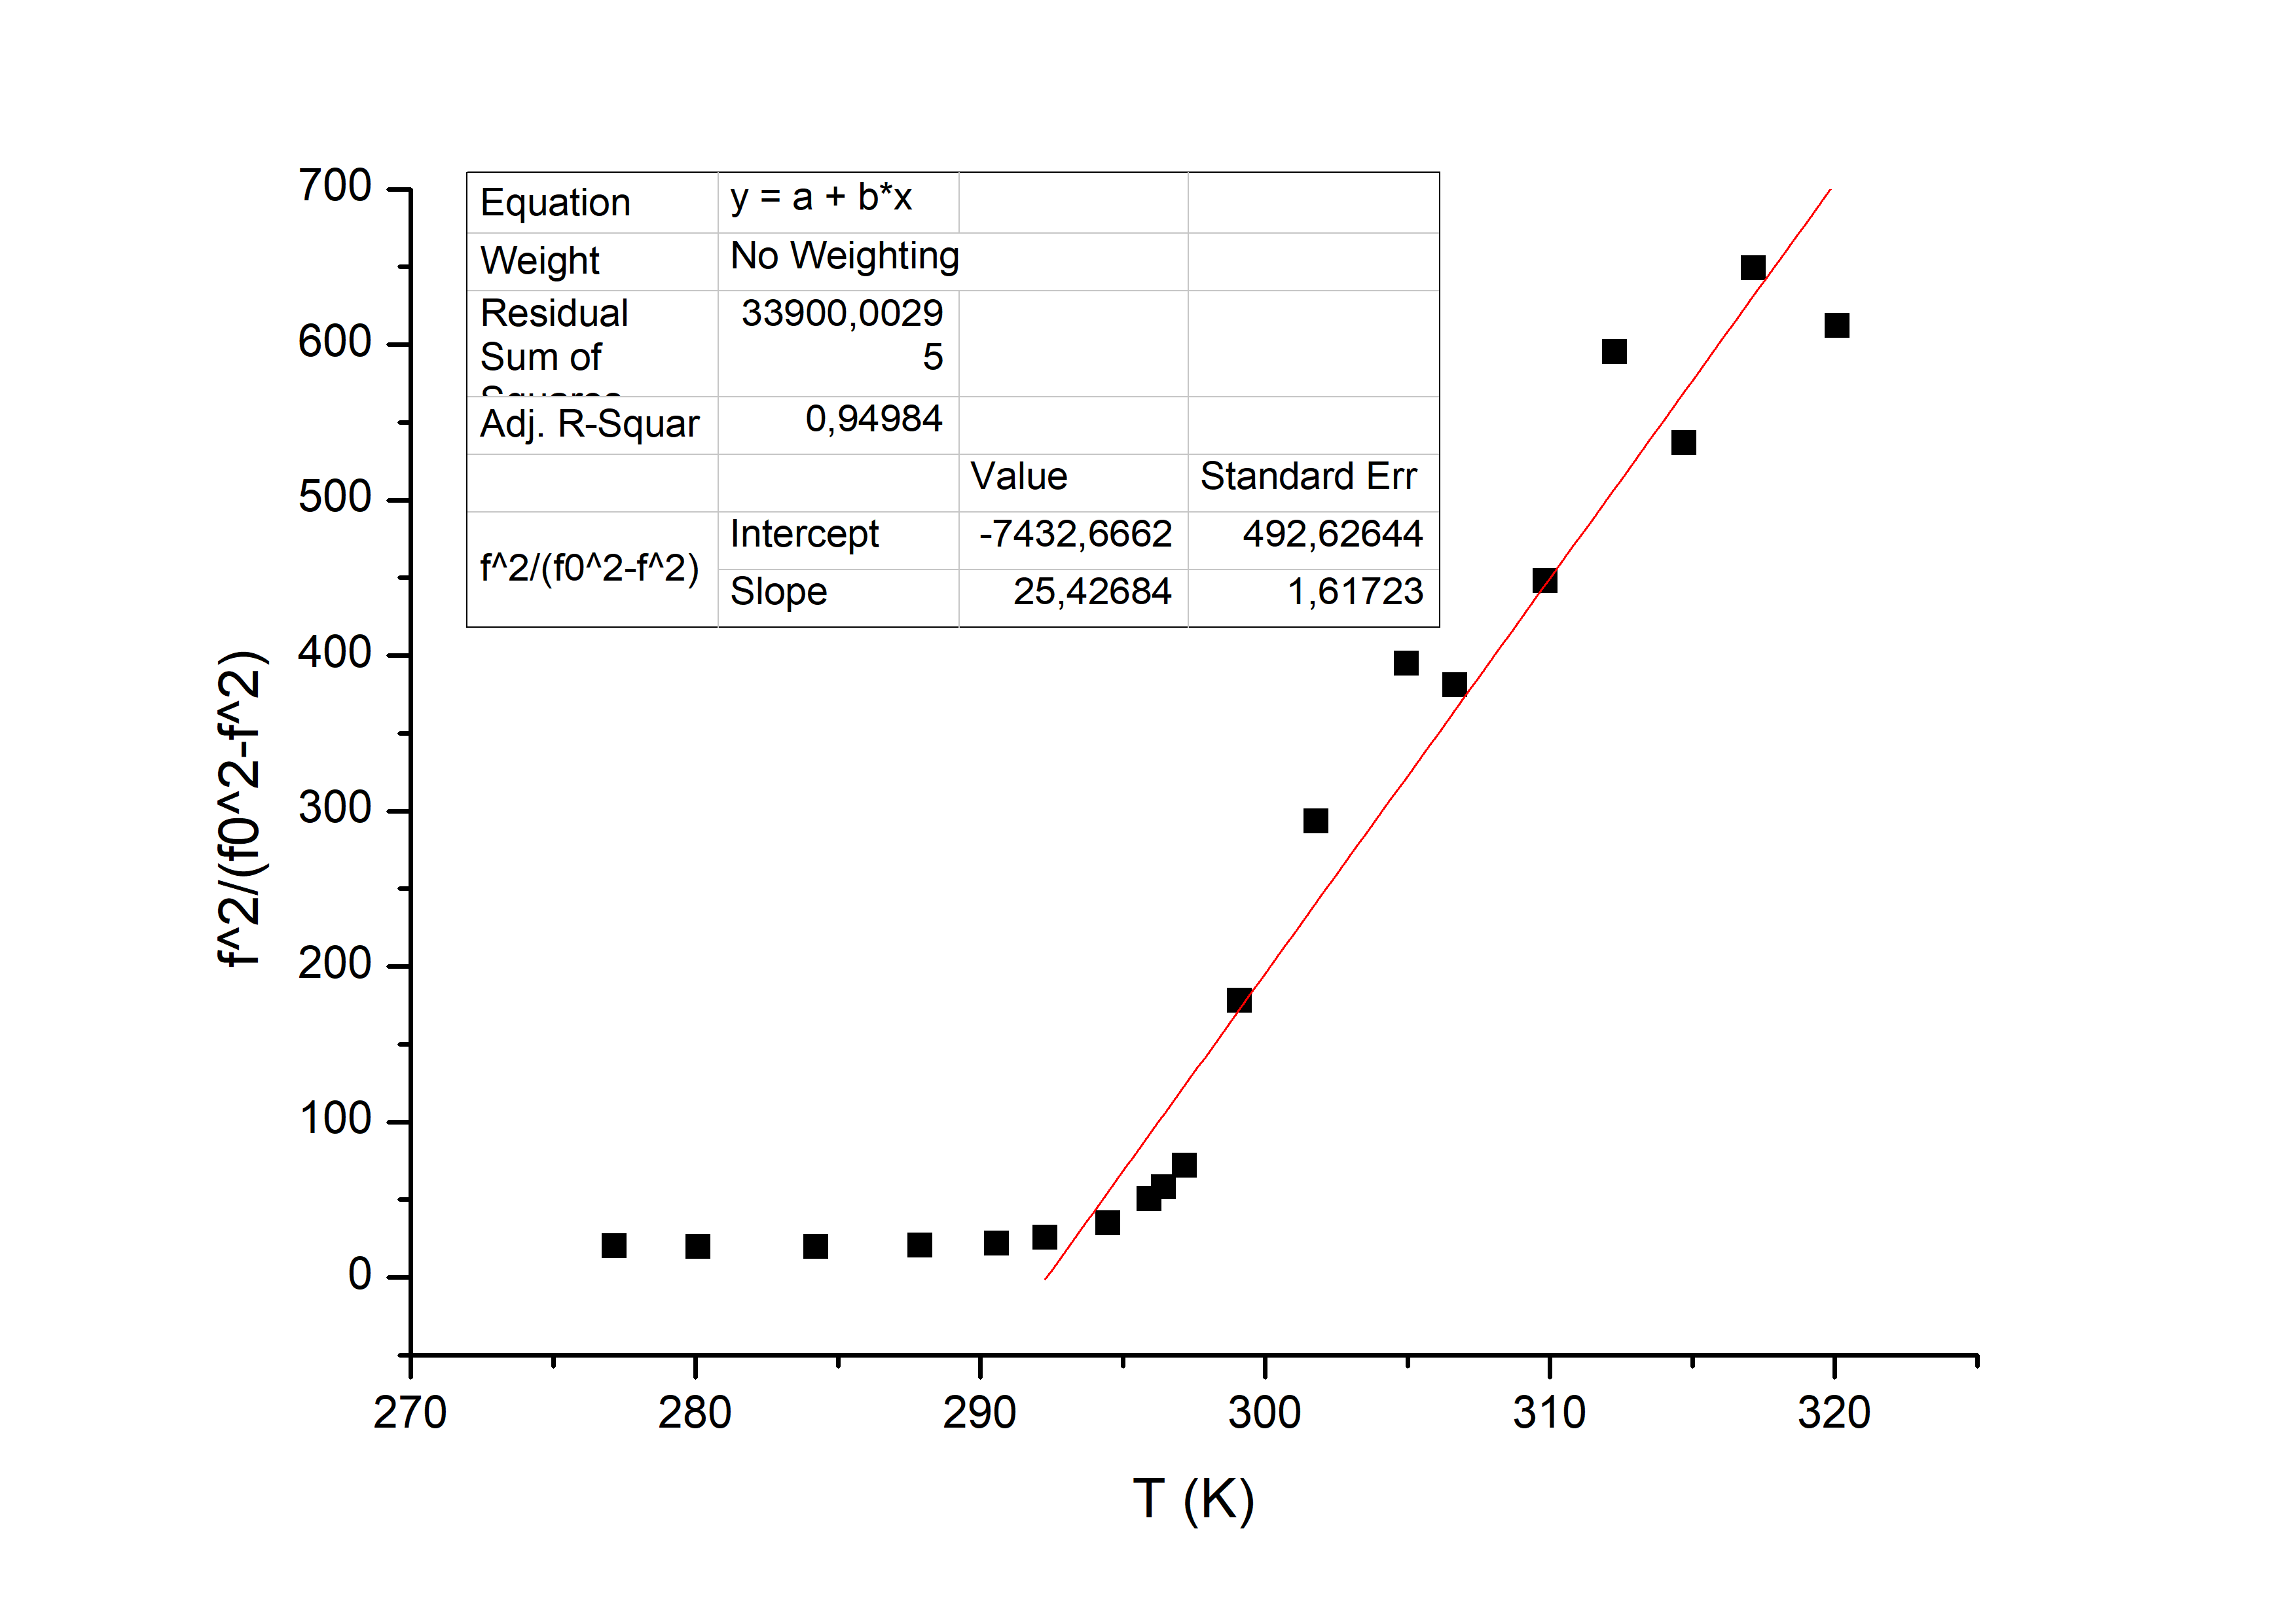 700
600
500
400
300
200
100
0
f^2/(f0^2-f^2)
Equation y = a + b*x
Weight No Weighting
Residual 33900,0029
Sum of 5
Squares
Adj. R-Squar 0,94984
Value Standard Err
f^2/(f0^2-f^2) Intercept -7432,6662 492,62644
Slope 25,42684 1,61723
270 280 290 300 310 320
T (K)